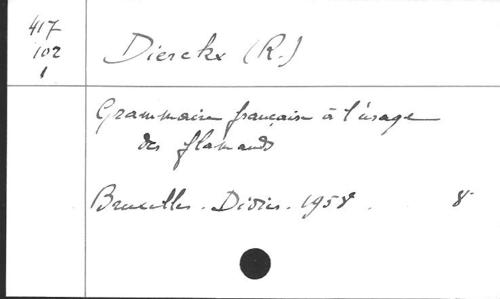 417
102
1
Dierckx (R.)
Grammaire française à l'usage
des flamands
Bruxelles. Didier. 1958. 8°